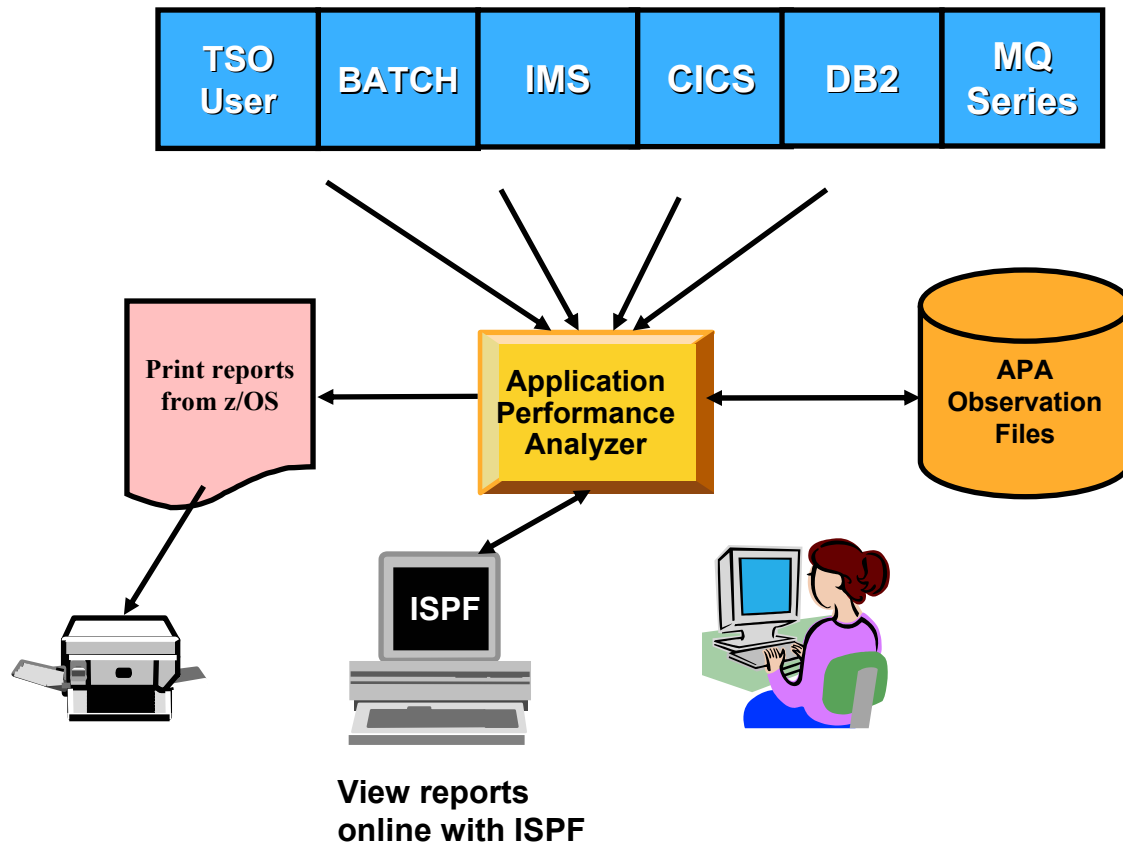 TSO
User
BATCH
IMS
CICS
DB2
MQ
Series
Print reports
from z/OS
Application
Performance
Analyzer
APA
Observation
Files
ISPF
View reports
online with ISPF